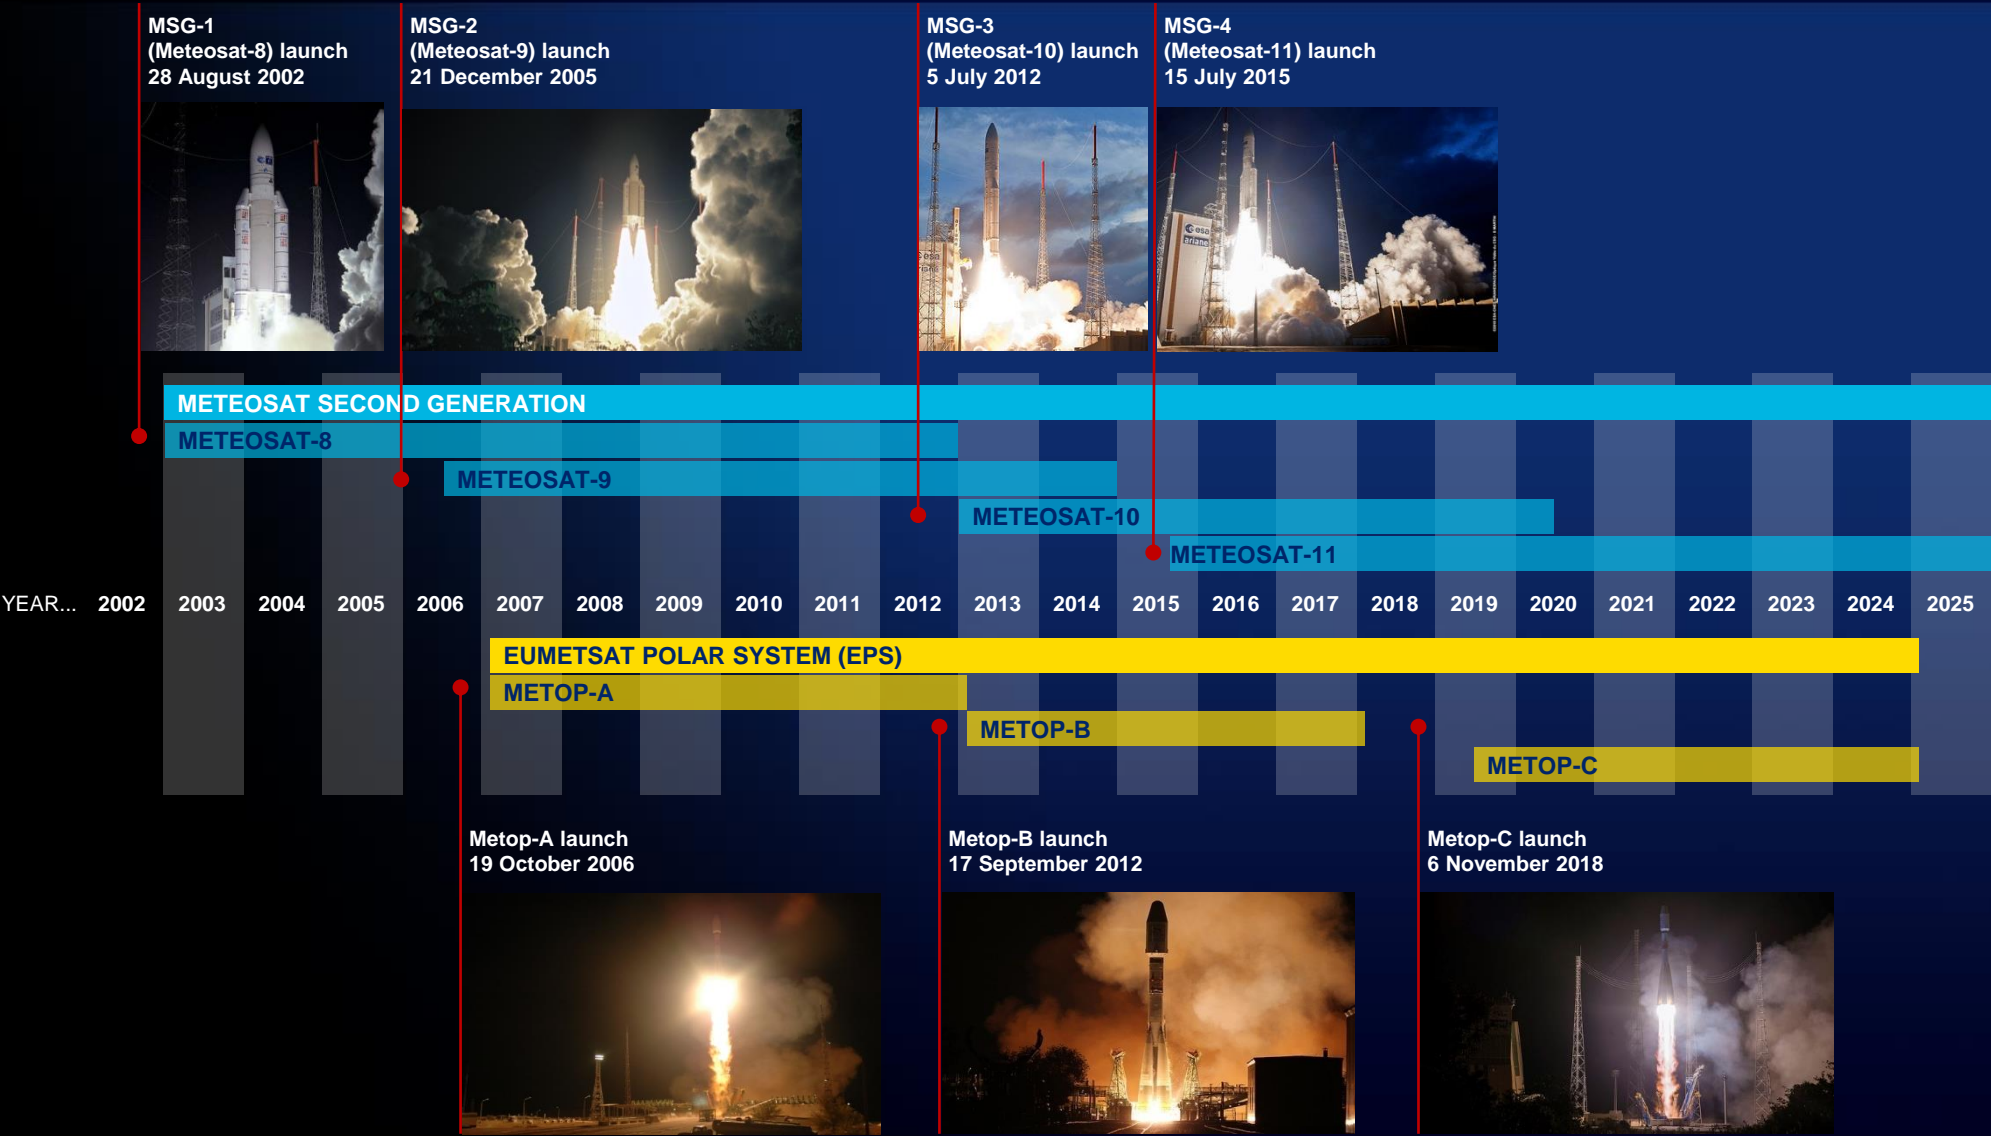 MSG-1
(Meteosat-8) launch
28 August 2002
MSG-2
(Meteosat-9) launch
21 December 2005
MSG-3
(Meteosat-10) launch
5 July 2012
MSG-4
(Meteosat-11) launch
15 July 2015
esa
ariane
METEOSAT SECOND GENERATION
METEOSAT-8
METEOSAT-9
METEOSAT-10
METEOSAT-11
YEAR... 2002 2003 2004 2005 2006 2007 2008 2009 2010 2011 2012 2013 2014 2015 2016 2017 2018 2019 2020 2021 2022 2023 2024 2025
EUMETSAT POLAR SYSTEM (EPS)
METOP-A
METOP-B
METOP-C
Metop-A launch
19 October 2006
Metop-B launch
17 September 2012
Metop-C launch
6 November 2018